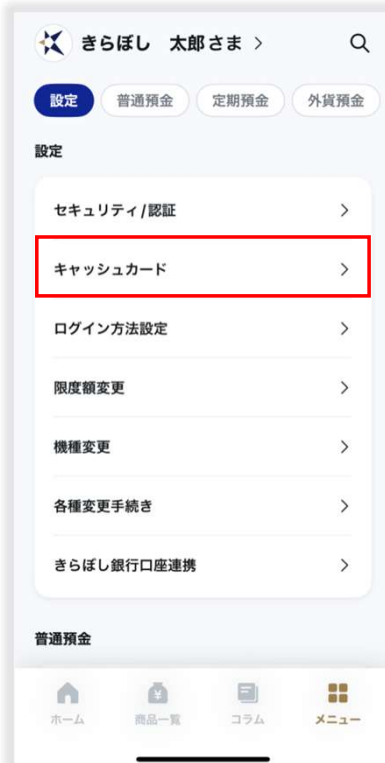 きらぼし 太郎さま
設定 普通預金 定期預金 外貨預金
設定
セキュリティ/認証
キャッシュカード
ログイン方法設定
限度額変更
機種変更
各種変更手続き
きらぼし銀行口座連携
普通預金
ホーム 商品一覧 コラム メニュー